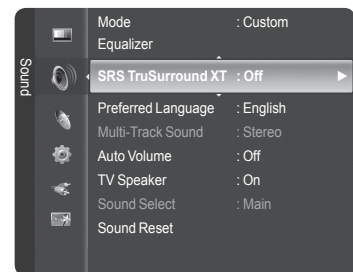 Sound
Mode : Custom
Equalizer
SRS TruSurround XT : Off
Preferred Language : English
Multi-Track Sound : Stereo
Auto Volume : Off
TV Speaker : On
Sound Select : Main
Sound Reset